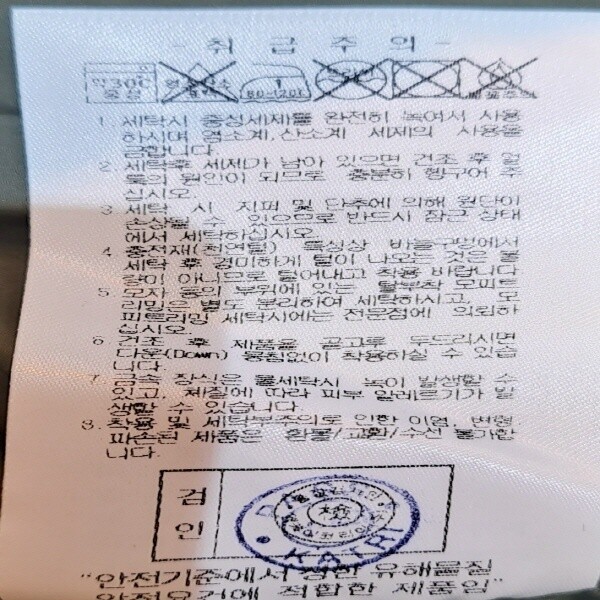 - 취 급 주 의 -
약30℃
중성
80~120℃
1. 세탁시 중성세제를 완전히 녹여서 사용
하시며 염소계,산소계 세제의 사용을
금합니다.
2. 세탁후 세제가 남아 있으면 건조 후 얼
룩의 원인이 되므로 충분히 헹구어 주
십시오.
3. 세탁 시 지퍼 및 단추에 의해 원단이
손상될 수 있으므로 반드시 잠근 상태
에서 세탁하십시오.
4. 충전재(천연털) 특성상 바늘구멍에서
세탁 후 경미하게 털이 나오는 것은 불
량이 아니므로 털어내고 착용 바랍니다.
5. 모자 등의 부위에 있는 탈부착 모피트
리밍은 별도 분리하여 세탁하시고, 모
피트리밍 세탁시에는 전문점에 의뢰하
십시오.
6. 건조 후 제품을 골고루 두드리시면
다운(Down) 뭉침없이 착용하실 수 있습
니다.
7. 금속 장식은 물세탁시 녹이 발생할 수
있고, 체질에 따라 피부 알레르기가 발
생할 수 있습니다.
8. 착용 및 세탁부주의로 인한 이염, 변형,
파손된 제품은 환불/교환/수선 불가합
니다.
검
인
KATRI
"안전기준에서 정한 유해물질
안전요건에 적합한 제품임"